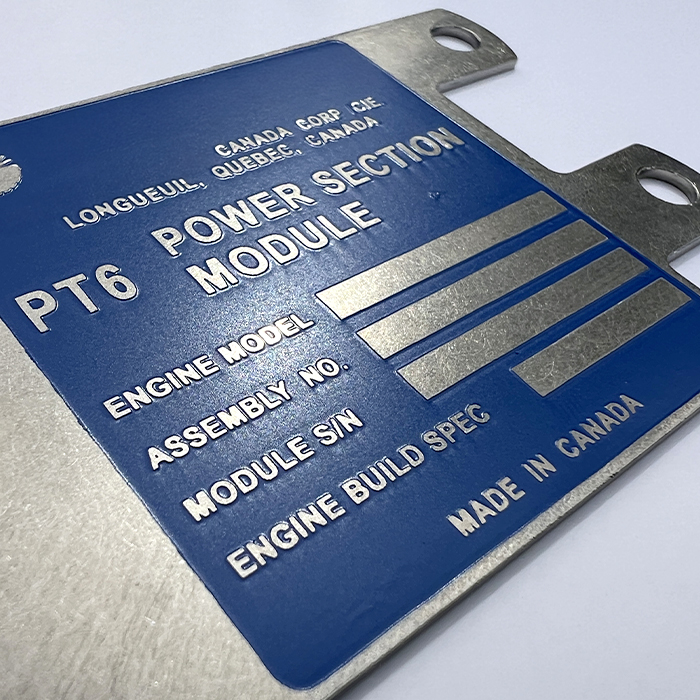 CANADA CORP. CIE.
LONGUEUIL, QUEBEC, CANADA
PT6 POWER SECTION
MODULE
ENGINE MODEL
ASSEMBLY NO.
MODULE S/N
ENGINE BUILD SPEC
MADE IN CANADA